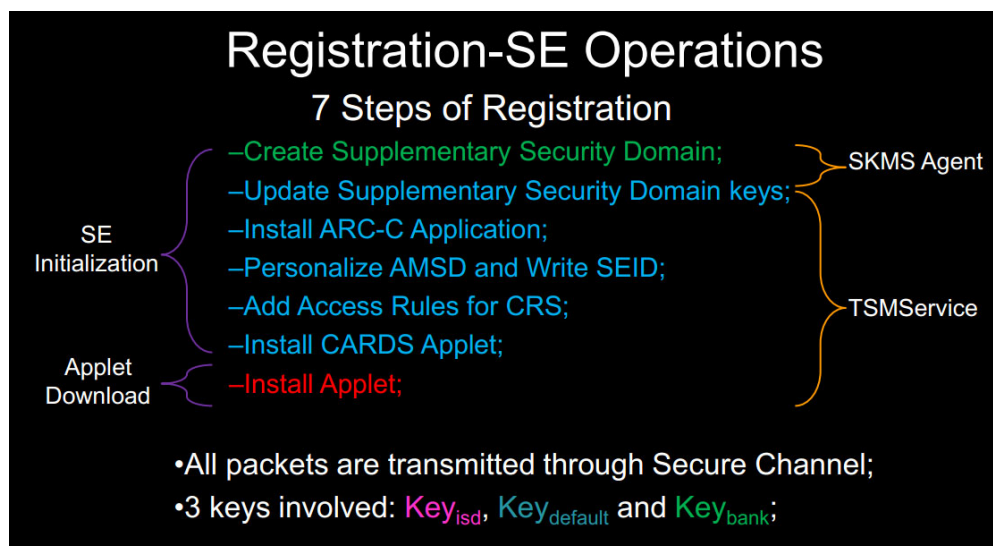 Registration-SE Operations
7 Steps of Registration
–Create Supplementary Security Domain;
SKMS Agent
–Update Supplementary Security Domain keys;
SE
Initialization
–Install ARC-C Application;
–Personalize AMSD and Write SEID;
–Add Access Rules for CRS;
TSMService
–Install CARDS Applet;
Applet
Download
–Install Applet;
•All packets are transmitted through Secure Channel;
•3 keys involved: Keyisd, Keydefault and Keybank;